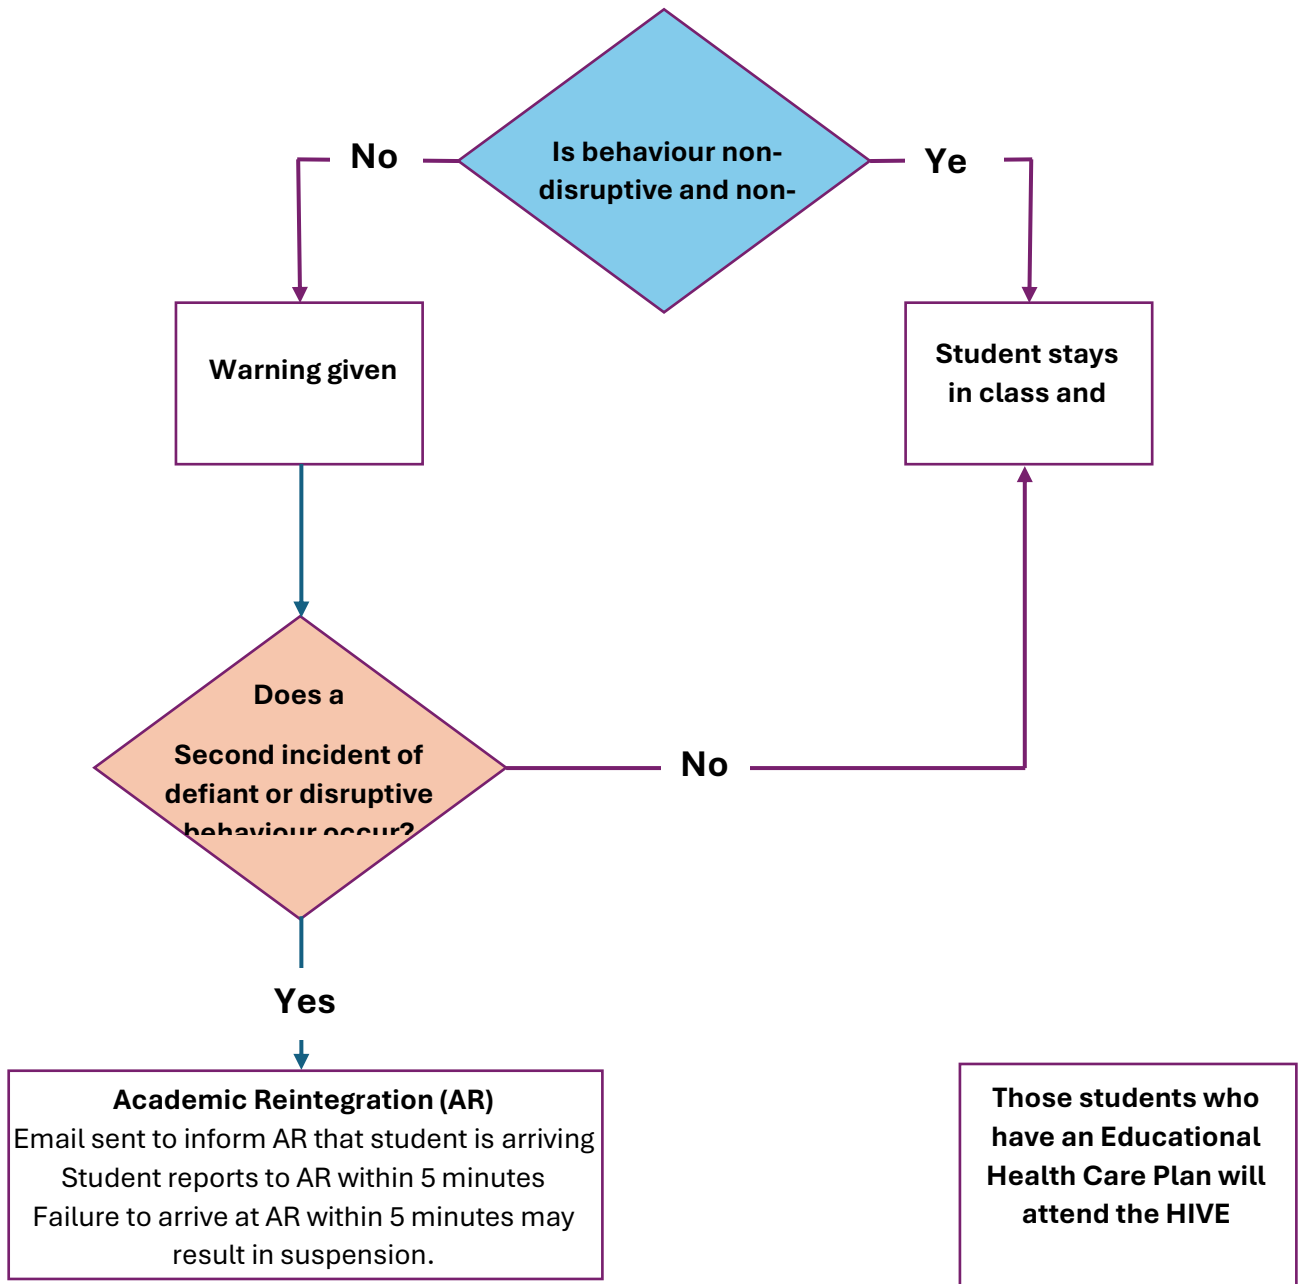 Is behaviour non-
disruptive and non-
No
Ye
Warning given
Student stays
in class and
Does a
Second incident of
defiant or disruptive
behaviour occur?
No
Yes
Academic Reintegration (AR)
Email sent to inform AR that student is arriving
Student reports to AR within 5 minutes
Failure to arrive at AR within 5 minutes may
result in suspension.
Those students who
have an Educational
Health Care Plan will
attend the HIVE